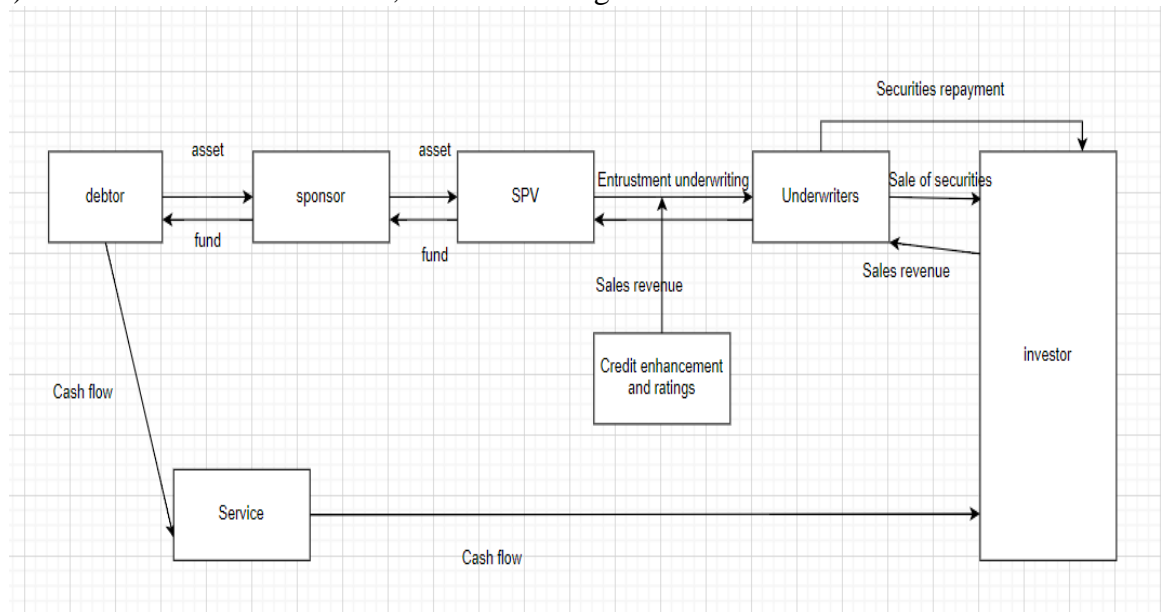 Securities repayment
asset
asset
debtor
sponsor
SPV
Entrustment underwriting
Underwriters
Sale of securities
fund
fund
Sales revenue
Sales revenue
investor
Credit enhancement
and ratings
Cash flow
Service
Cash flow